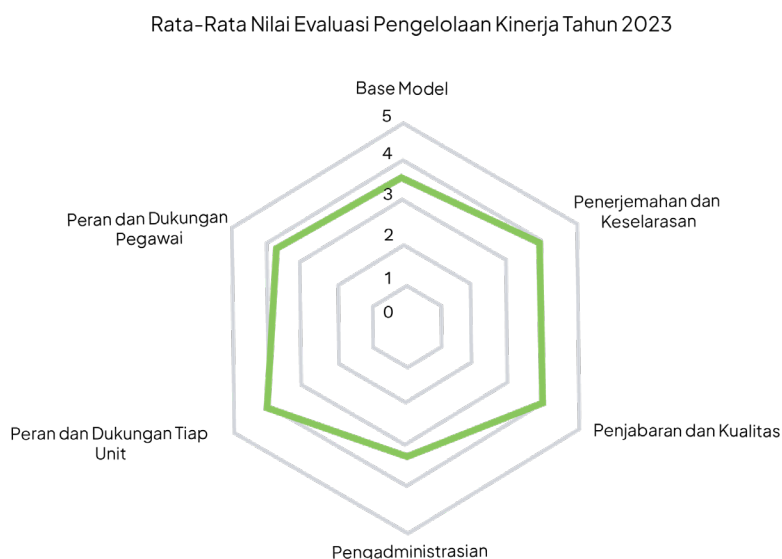 Rata-Rata Nilai Evaluasi Pengelolaan Kinerja Tahun 2023
Base Model
5
4
3
2
1
0
Penerjemahan dan
Keselarasan
Peran dan Dukungan
Pegawai
Peran dan Dukungan Tiap
Unit
Penjabaran dan Kualitas
Pengadministrasian